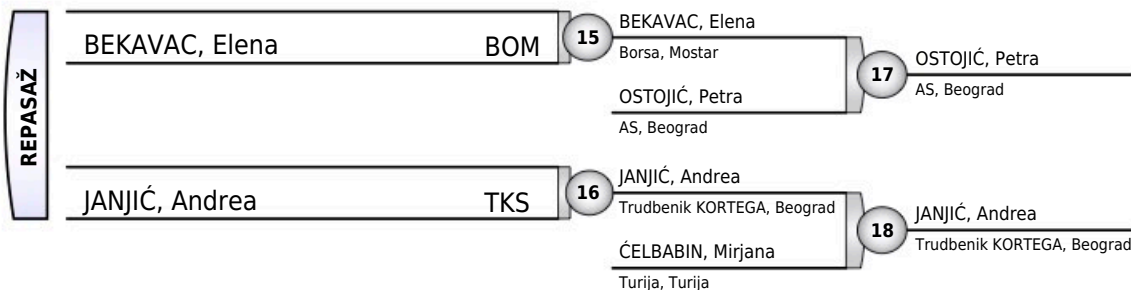 REPASAŽ
BEKAVAC, Elena BOM
15
BEKAVAC, Elena
Borsa, Mostar
OSTOJIĆ, Petra
AS, Beograd
17
OSTOJIĆ, Petra
AS, Beograd
JANJIĆ, Andrea TKS
16
JANJIĆ, Andrea
Trudbenik KORTEGA, Beograd
ĆELBABIN, Mirjana
Turija, Turija
18
JANJIĆ, Andrea
Trudbenik KORTEGA, Beograd